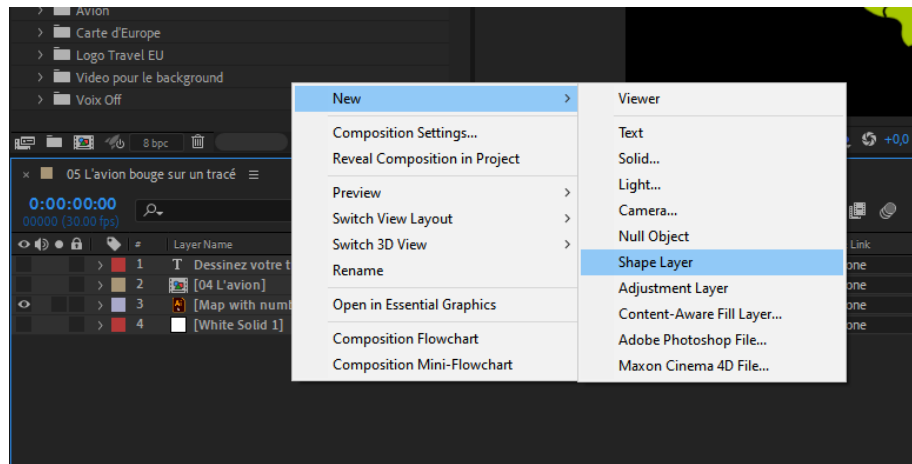 Avion
Carte d'Europe
Logo Travel EU
Video pour le background
Voix Off
8 bpc
+0,0
05 L'avion bouge sur un tracé
0:00:00:00
00000 (30.00 fps)
# Layer Name
Link
1 T Dessinez votre t
one
2 [04 L'avion]
one
3 Ai [Map with num
one
4 [White Solid 1]
one
New
Composition Settings...
Reveal Composition in Project
Preview
Switch View Layout
Switch 3D View
Rename
Open in Essential Graphics
Composition Flowchart
Composition Mini-Flowchart
Viewer
Text
Solid...
Light...
Camera...
Null Object
Shape Layer
Adjustment Layer
Content-Aware Fill Layer...
Adobe Photoshop File...
Maxon Cinema 4D File...